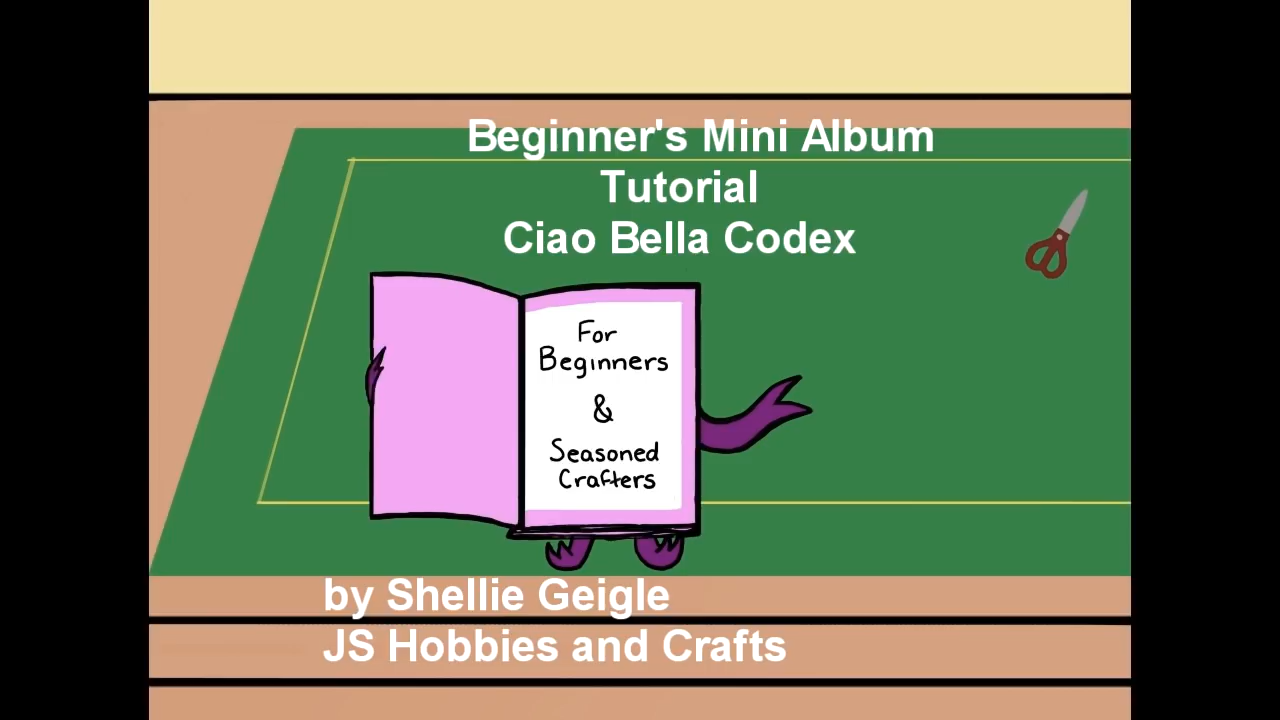 Beginner's Mini Album
Tutorial
Ciao Bella Codex
For
Beginners
&
Seasoned
Crafters
by Shellie Geigle
JS Hobbies and Crafts